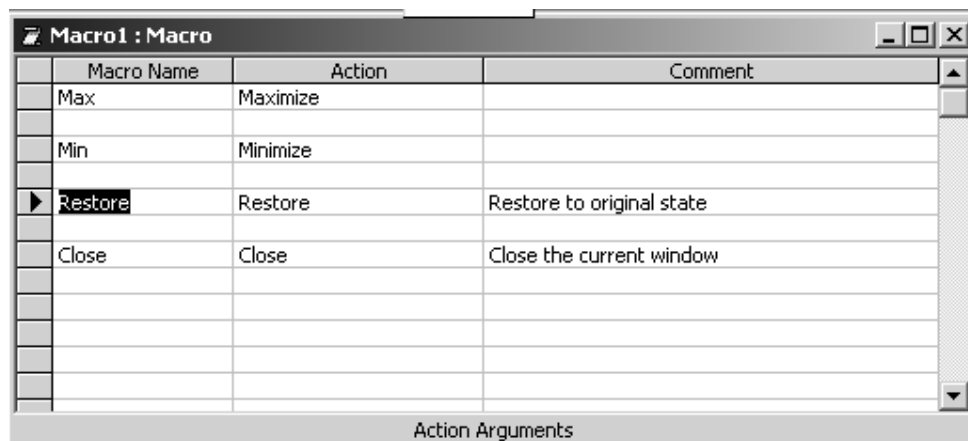 Macro1 : Macro
Macro Name Action Comment
Max Maximize
Min Minimize
Restore Restore Restore to original state
Close Close Close the current window
Action Arguments